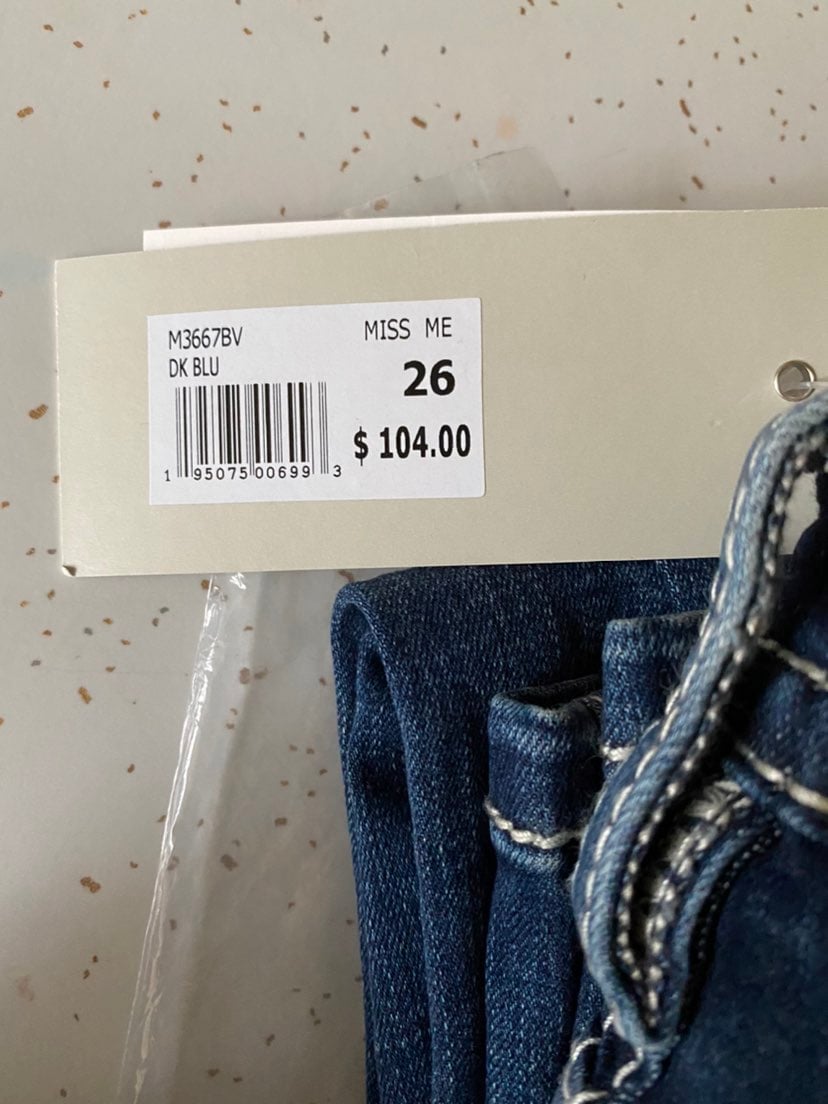 M3667BV MISS ME
DK BLU 26
$ 104.00
1 95075 00699 3